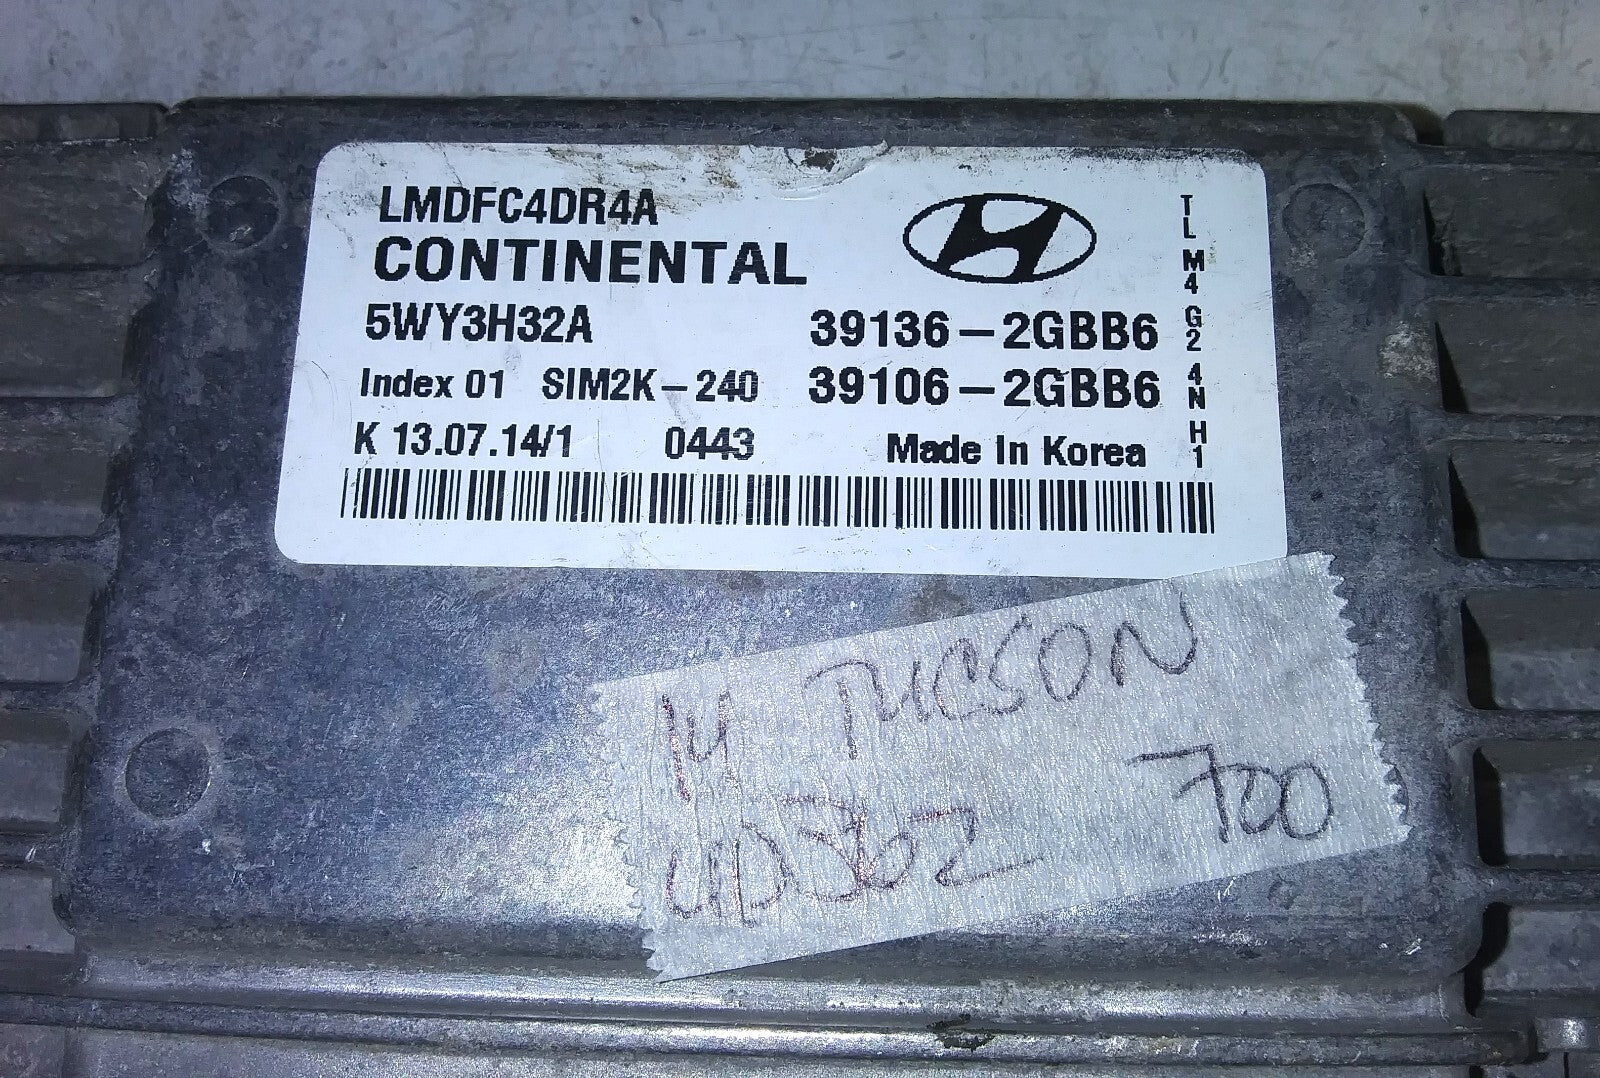 LMDFC4DR4A
CONTINENTAL
5WY3H32A 39136-2GBB6
Index 01 SIM2K-240 39106-2GBB6
K 13.07.14/1 0443 Made In Korea
TL M4 G2 4N H1
14 TUCSON
4D362 700